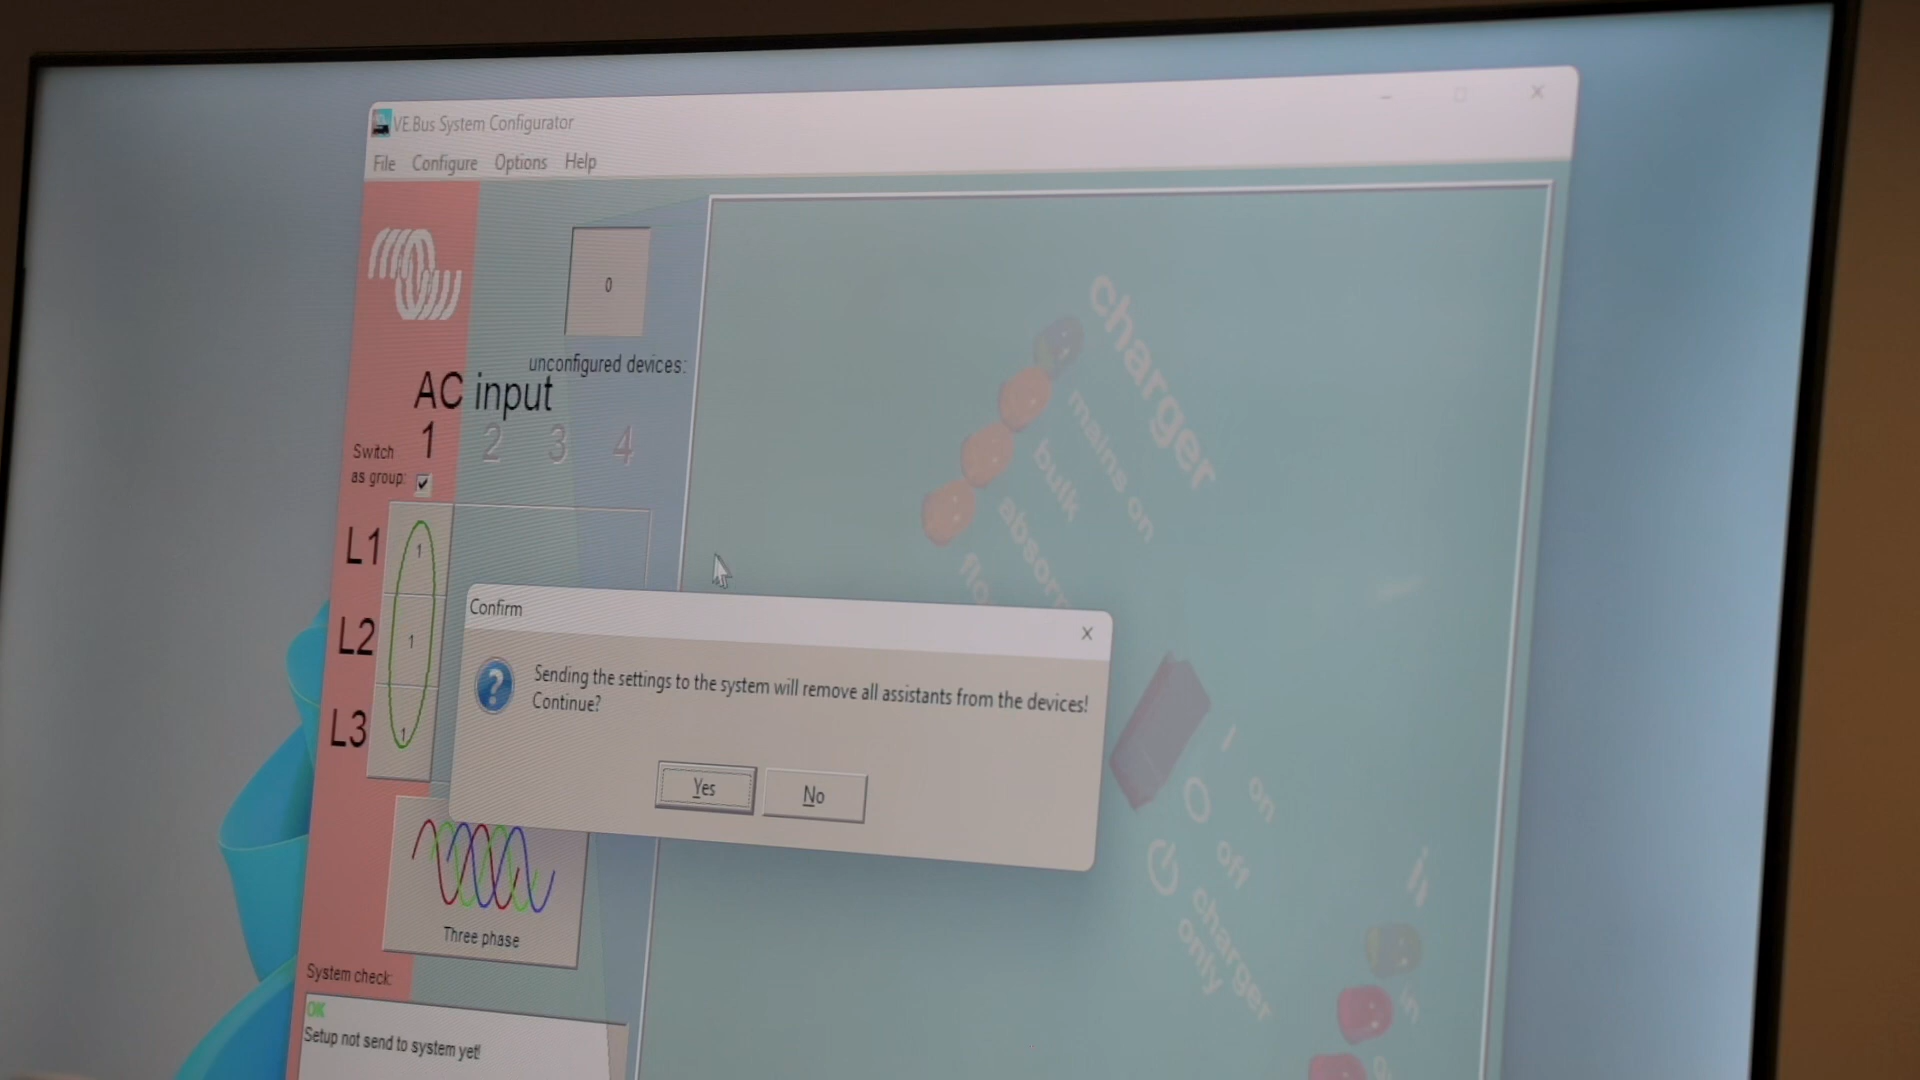 VE.Bus System Configurator
File Configure Options Help
0
unconfigured devices:
AC input
1 2 3 4
Switch
as group:
L1
1
L2
1
L3
1
Three phase
System check:
OK
Setup not send to system yet!
charger
mains on
bulk
Confirm
Sending the settings to the system will remove all assistants from the devices!
Continue?
Yes
No
on
off
charger
only